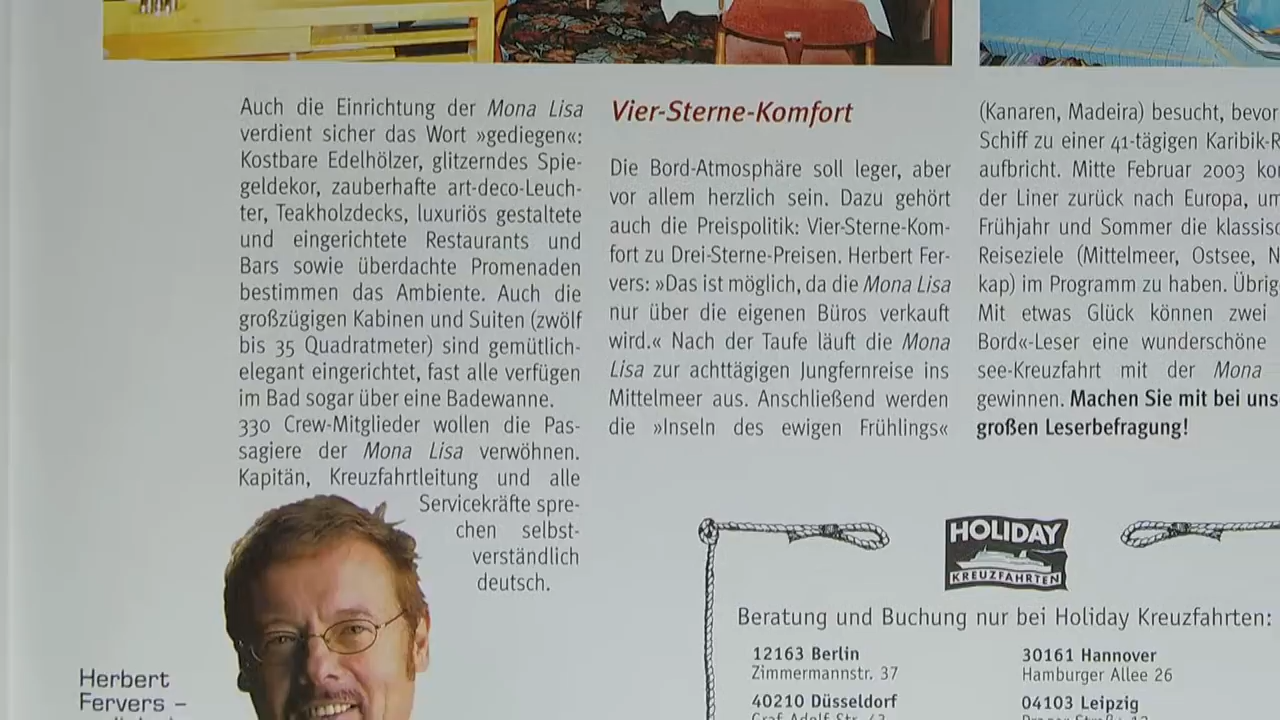 Auch die Einrichtung der Mona Lisa
verdient sicher das Wort »gediegen«:
Kostbare Edelhölzer, glitzerndes Spie-
geldekor, zauberhafte art-deco-Leuch-
ter, Teakholzdecks, luxuriös gestaltete
und eingerichtete Restaurants und
Bars sowie überdachte Promenaden
bestimmen das Ambiente. Auch die
großzügigen Kabinen und Suiten (zwölf
bis 35 Quadratmeter) sind gemütlich-
elegant eingerichtet, fast alle verfügen
im Bad sogar über eine Badewanne.
330 Crew-Mitglieder wollen die Pas-
sagiere der Mona Lisa verwöhnen.
Kapitän, Kreuzfahrtleitung und alle
Servicekräfte spre-
chen selbst-
verständlich
deutsch.
Herbert
Fervers –
Vier-Sterne-Komfort
Die Bord-Atmosphäre soll leger, aber
vor allem herzlich sein. Dazu gehört
auch die Preispolitik: Vier-Sterne-Kom-
fort zu Drei-Sterne-Preisen. Herbert Fer-
vers: »Das ist möglich, da die Mona Lisa
nur über die eigenen Büros verkauft
wird.« Nach der Taufe läuft die Mona
Lisa zur achttägigen Jungfernreise ins
Mittelmeer aus. Anschließend werden
die »Inseln des ewigen Frühlings«
(Kanaren, Madeira) besucht, bevor
Schiff zu einer 41-tägigen Karibik-R
aufbricht. Mitte Februar 2003 ko
der Liner zurück nach Europa, um
Frühjahr und Sommer die klassisc
Reiseziele (Mittelmeer, Ostsee, N
kap) im Programm zu haben. Übrig
Mit etwas Glück können zwei
Bord«-Leser eine wunderschöne
see-Kreuzfahrt mit der Mona
gewinnen. Machen Sie mit bei uns
großen Leserbefragung!
HOLIDAY
KREUZFAHRTEN
Beratung und Buchung nur bei Holiday Kreuzfahrten:
12163 Berlin
Zimmermannstr. 37
40210 Düsseldorf
Graf-Adolf-Str.
30161 Hannover
Hamburger Allee 26
04103 Leipzig